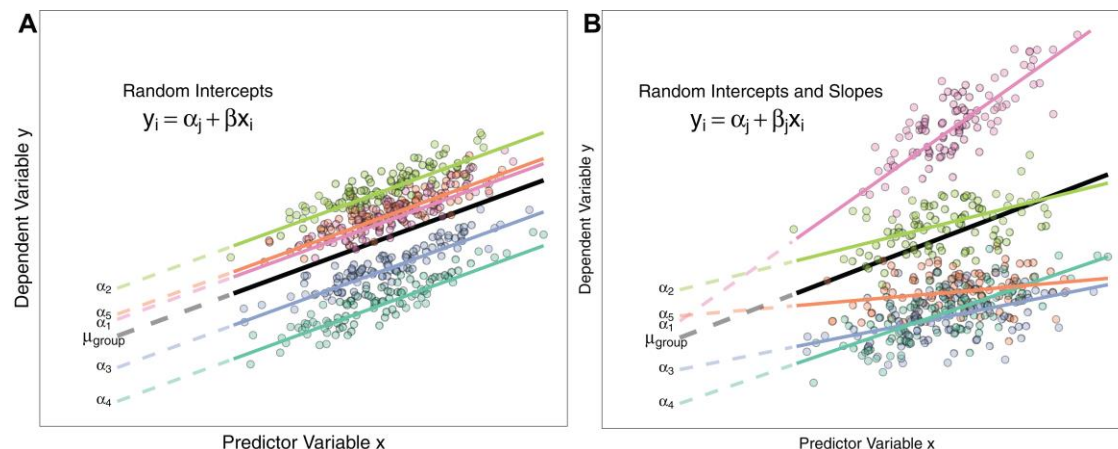 A
Dependent Variable y
Random Intercepts
yᵢ = αⱼ + βxᵢ
α₂
α₅
α₁
μgroup
α₃
α₄
Predictor Variable x
B
Dependent Variable y
Random Intercepts and Slopes
yᵢ = αⱼ + βⱼxᵢ
α₂
α₅
α₁
μgroup
α₃
α₄
Predictor Variable x